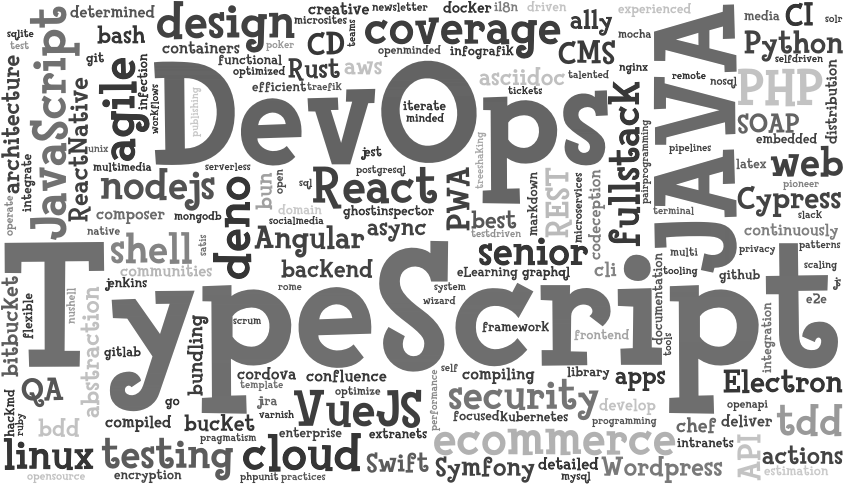 determined
creative
newsletter
docker
il8n
driven
experienced
media
CI
solr
sqlite
test
bash
design
microsites
teams
coverage
ally
Python
JavaScript
containers
poker
CD
openminded
infografik
CMS
mocha
selfdriven
git
functional
optimized
Rust
aws
asciidoc
talented
nginx
JAVA
remote
nosql
PHP
distribution
architecture
integrate
ReactNative
agile
infection
workflows
publishing
DevOps
efficient
traefik
iterate
minded
tickets
fullstack
pairprogramming
SOAP
embedded
unix
multimedia
serverless
jest
postgresql
treeshaking
pipelines
latex
web
pioneer
operate
nodejs
deno
bun
open
sql
React
PWA
markdown
REST
microservices
codeception
Cypress
slack
composer
mongodb
domain
socialmedia
ghostinspector
best
testdriven
terminal
native
shell
satis
Angular
async
senior
continuously
communities
backend
eLearning
graphql
cli
documentation
multi
tooling
privacy
patterns
scaling
bitbucket
flexible
nushell
TypeScript
jenkins
rome
system
wizard
github
js
e2e
abstraction
gitlab
bundling
scrum
framework
frontend
tools
integration
QA
cordova
confluence
self
compiling
library
apps
Electron
hackmd
ruby
go
template
optimize
performance
security
develop
openapi
bdd
compiled
bucket
jira
varnish
VueJS
focused
Kubernetes
programming
chef
deliver
tdd
pragmatism
enterprise
extranets
ecommerce
intranets
linux
testing
cloud
Swift
Symfony
detailed
Wordpress
API
actions
opensource
encryption
phpunit
practices
mysql
estimation